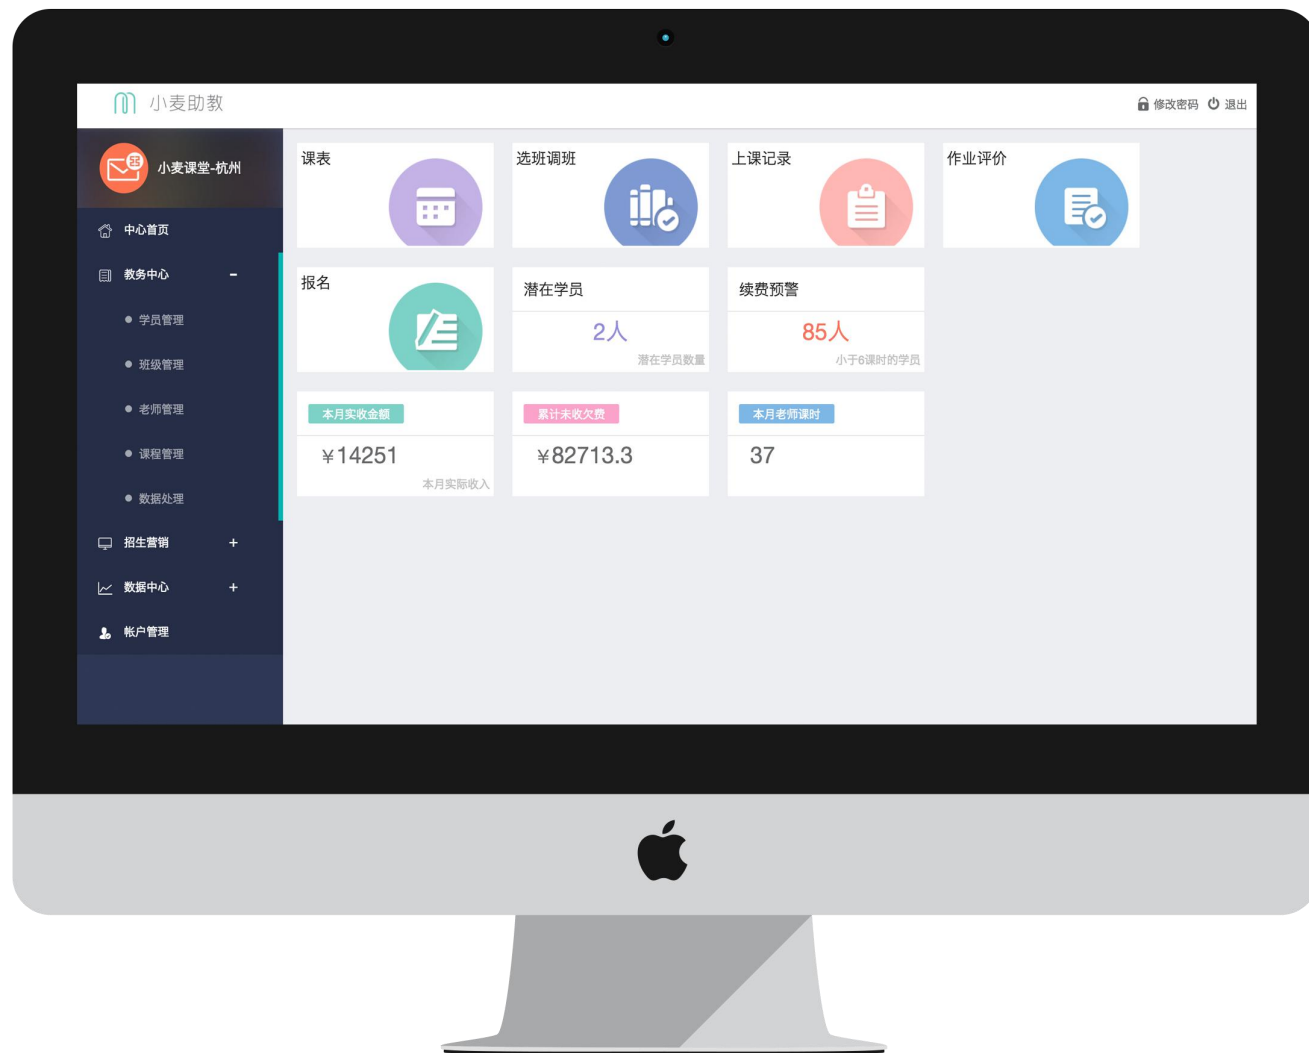 小麦助教
修改密码 退出
小麦课堂-杭州
中心首页
教务中心
学员管理
班级管理
老师管理
课程管理
数据处理
招生营销
数据中心
帐户管理
课表
选班调班
上课记录
作业评价
报名
潜在学员
2人
潜在学员数量
续费预警
85人
小于6课时的学员
本月实收金额
¥14251
本月实际收入
累计未收欠费
¥82713.3
本月老师课时
37